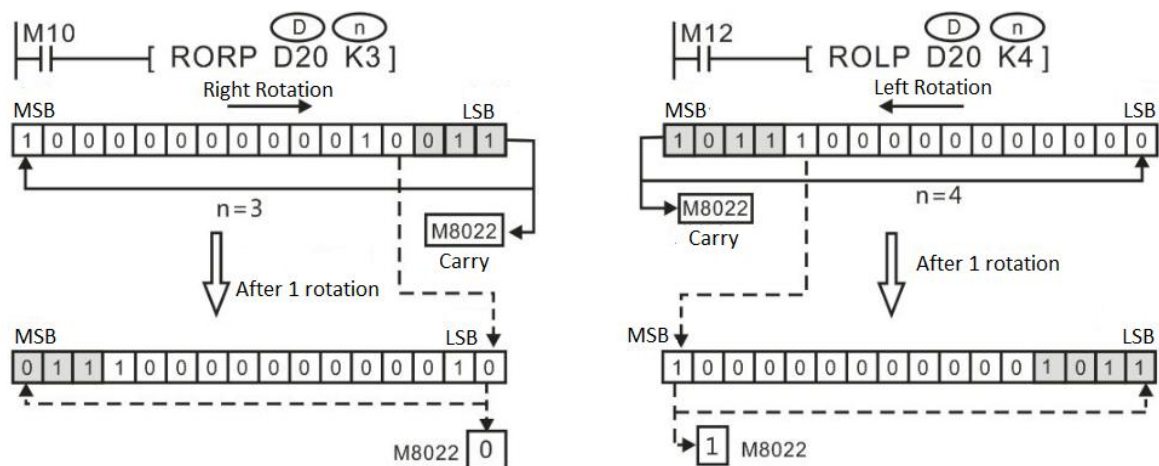 M10
D n
[ RORP D20 K3 ]
Right Rotation
MSB LSB
1 0 0 0 0 0 0 0 0 0 0 1 0 0 1 1
n=3
M8022
Carry
After 1 rotation
MSB LSB
0 1 1 1 0 0 0 0 0 0 0 0 0 0 1 0
M8022 0
M12
D n
[ ROLP D20 K4 ]
Left Rotation
MSB LSB
1 0 1 1 1 0 0 0 0 0 0 0 0 0 0 0
n=4
M8022
Carry
After 1 rotation
MSB LSB
1 0 0 0 0 0 0 0 0 0 0 0 1 0 1 1
1 M8022